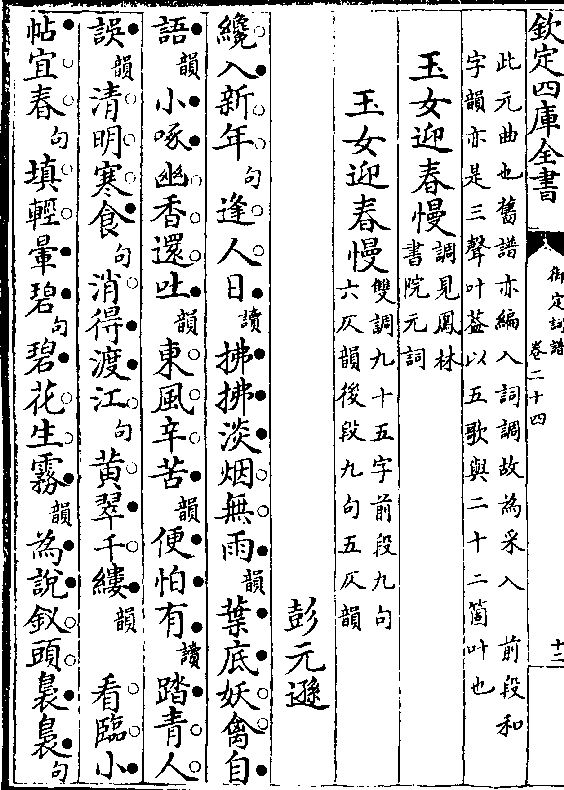 欽定四庫全書
御定詞譜
卷二十四
十二
此元曲也舊譜亦編入詞調故為采入　前段和
字韻亦是三聲叶葢以五歌與二十二箇叶也
玉女迎春慢調見鳳林
書院元詞
玉女迎春慢雙調九十五字前段九句
六仄韻後段九句五仄韻
彭元遜
纔入新年句逢人日讀拂拂淡烟無雨韻葉底妖禽自
語韻小啄幽香還吐韻東風辛苦韻便怕有讀踏青人
誤韻清明寒食句消得渡江句黄翠千縷韻　看臨小
帖宜春句填輕暈碧句碧花生霧韻為說釵頭裊裊句